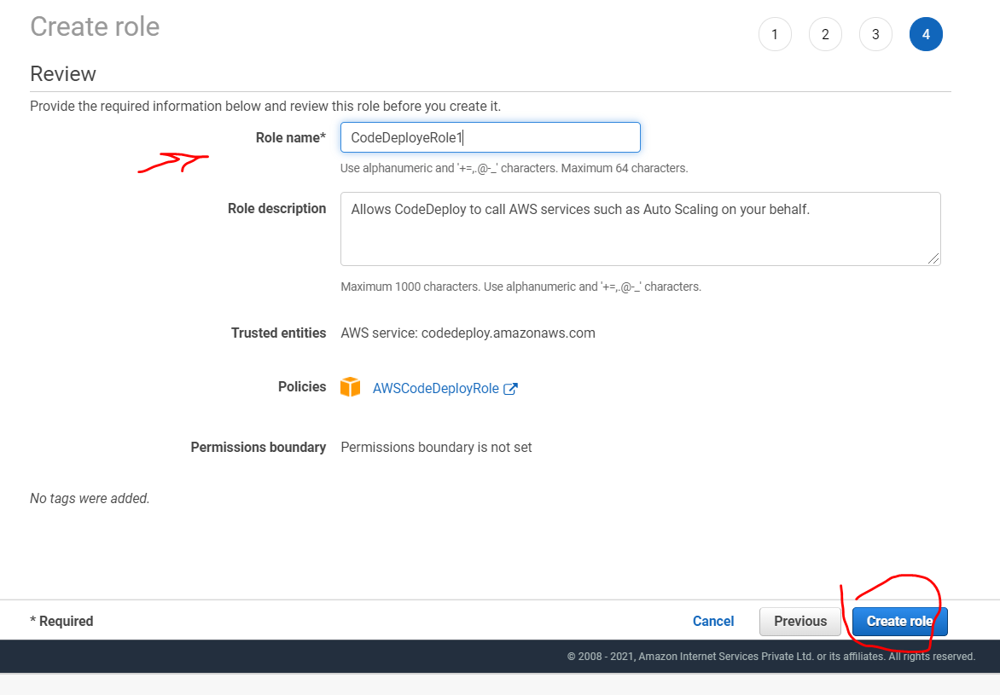 Create role
1 2 3 4
Review
Provide the required information below and review this role before you create it.
Role name* CodeDeployeRole1
Use alphanumeric and '+=,.@-_' characters. Maximum 64 characters.
Role description Allows CodeDeploy to call AWS services such as Auto Scaling on your behalf.
Maximum 1000 characters. Use alphanumeric and '+=,.@-_' characters.
Trusted entities AWS service: codedeploy.amazonaws.com
Policies AWSCodeDeployRole
Permissions boundary Permissions boundary is not set
No tags were added.
* Required Cancel Previous Create role
© 2008 - 2021, Amazon Internet Services Private Ltd. or its affiliates. All rights reserved.